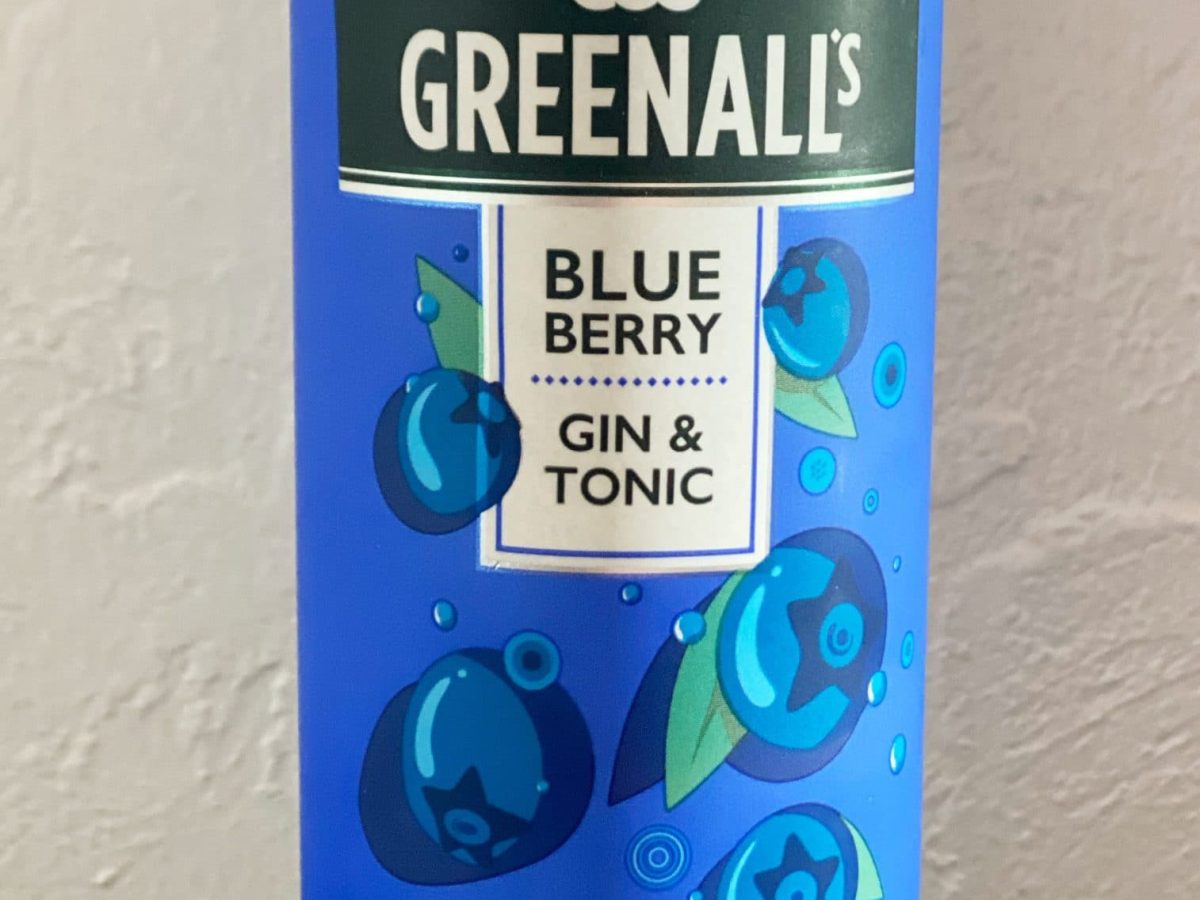 GREENALL'S
BLUE
BERRY
GIN &
TONIC